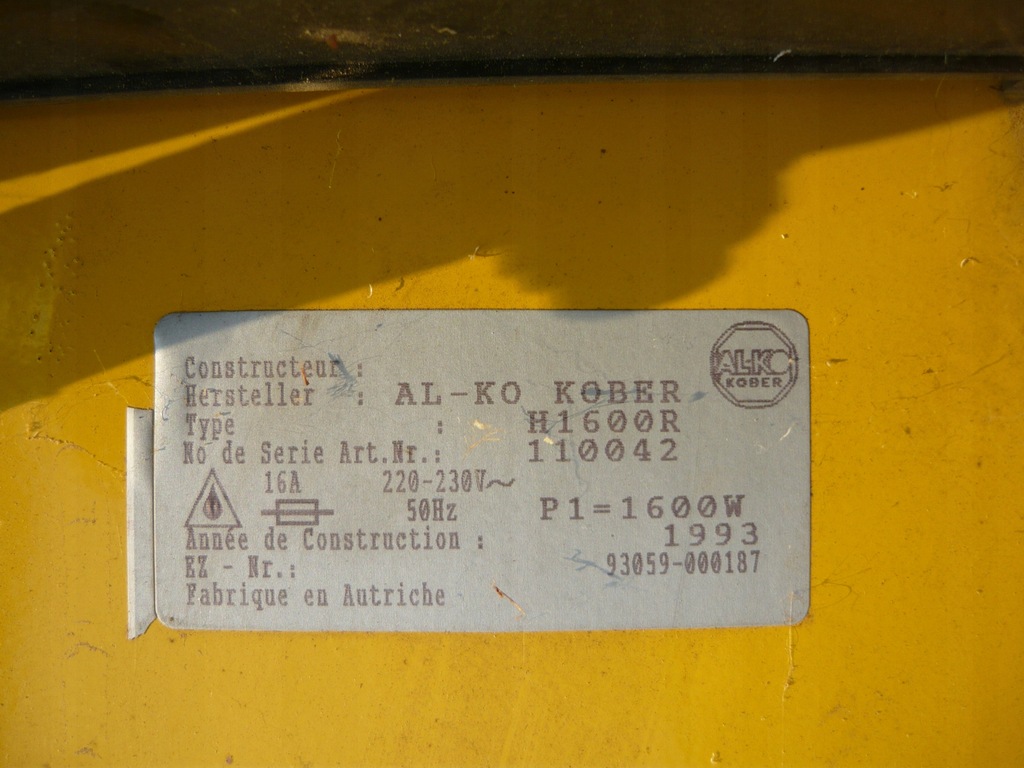 AL-KO
KOBER
Constructeur :
Hersteller : AL-KO KOBER
Type : H1600R
No de Serie Art.Nr.: 110042
16A 220-230V~
50Hz P1=1600W
Année de Construction : 1993
EZ - Nr.: 93059-000187
Fabrique en Autriche